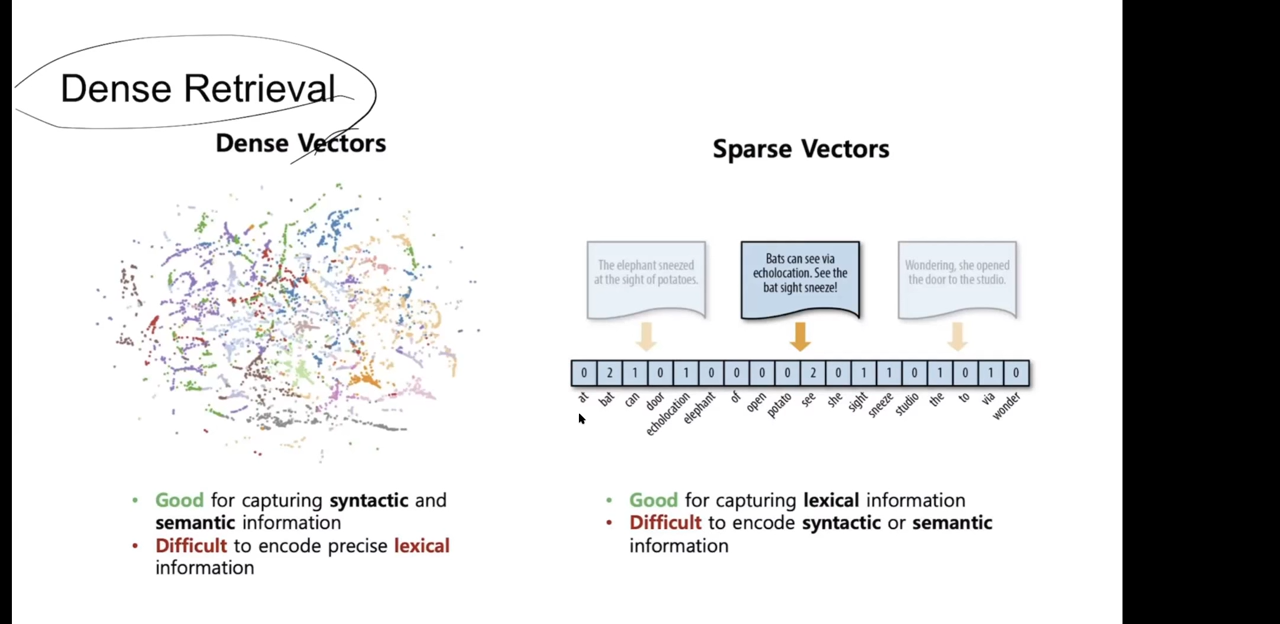 Dense Retrieval
Dense Vectors
• Good for capturing syntactic and
semantic information
• Difficult to encode precise lexical
information
Sparse Vectors
The elephant sneezed
at the sight of potatoes.
Bats can see via
echolocation. See the
bat sight sneeze!
Wondering, she opened
the door to the studio.
0 2 1 0 1 0 0 0 0 2 0 1 1 0 1 0 1 0
at bat can door echolocation elephant of open potato see she sight sneeze studio the to via wonder
• Good for capturing lexical information
• Difficult to encode syntactic or semantic
information